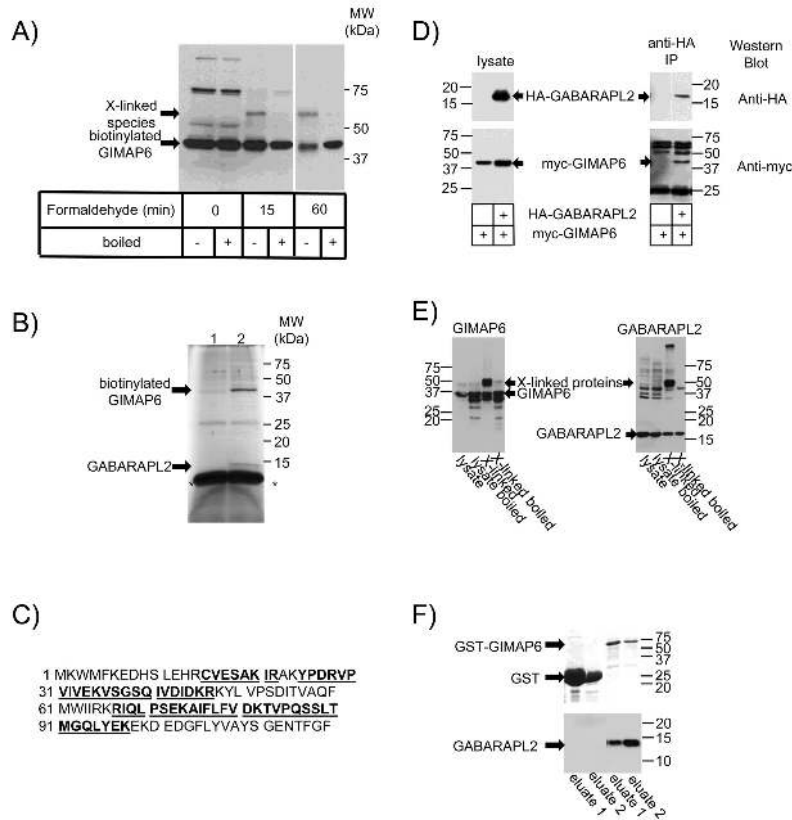 A)
MW
(kDa)
75
50
37
X-linked
species
biotinylated
GIMAP6
Formaldehyde (min) 0 15 60
boiled - + - + - +
B)
1 2
MW
(kDa)
75
50
37
25
20
15
biotinylated
GIMAP6
GABARAPL2
* *
C)
1 MKWMFKEDHS LEHRCVESAK IRAKYPDRVP
31 VIVEKVSGSQ IVDIDKRKYL VPSDITVAQF
61 MWIIRKRIQL PSEKAIFLFV DKTVPQSSLT
91 MGQLYEKEKD EDGFLYVAYS GENTFGF
D)
lysate
anti-HA
IP
Western
Blot
20
15
HA-GABARAPL2
20
15
Anti-HA
75
50
37
25
myc-GIMAP6
75
50
37
25
Anti-myc
+ HA-GABARAPL2 +
+ + myc-GIMAP6 + +
E)
GIMAP6
GABARAPL2
75
50
37
25
20
X-linked proteins
GIMAP6
GABARAPL2
75
50
37
25
20
15
lysate
lysate boiled
X-linked
X-linked boiled
lysate
lysate boiled
X-linked
X-linked boiled
F)
GST-GIMAP6
GST
75
50
37
25
20
GABARAPL2
20
15
10
eluate 1
eluate 2
eluate 1
eluate 2